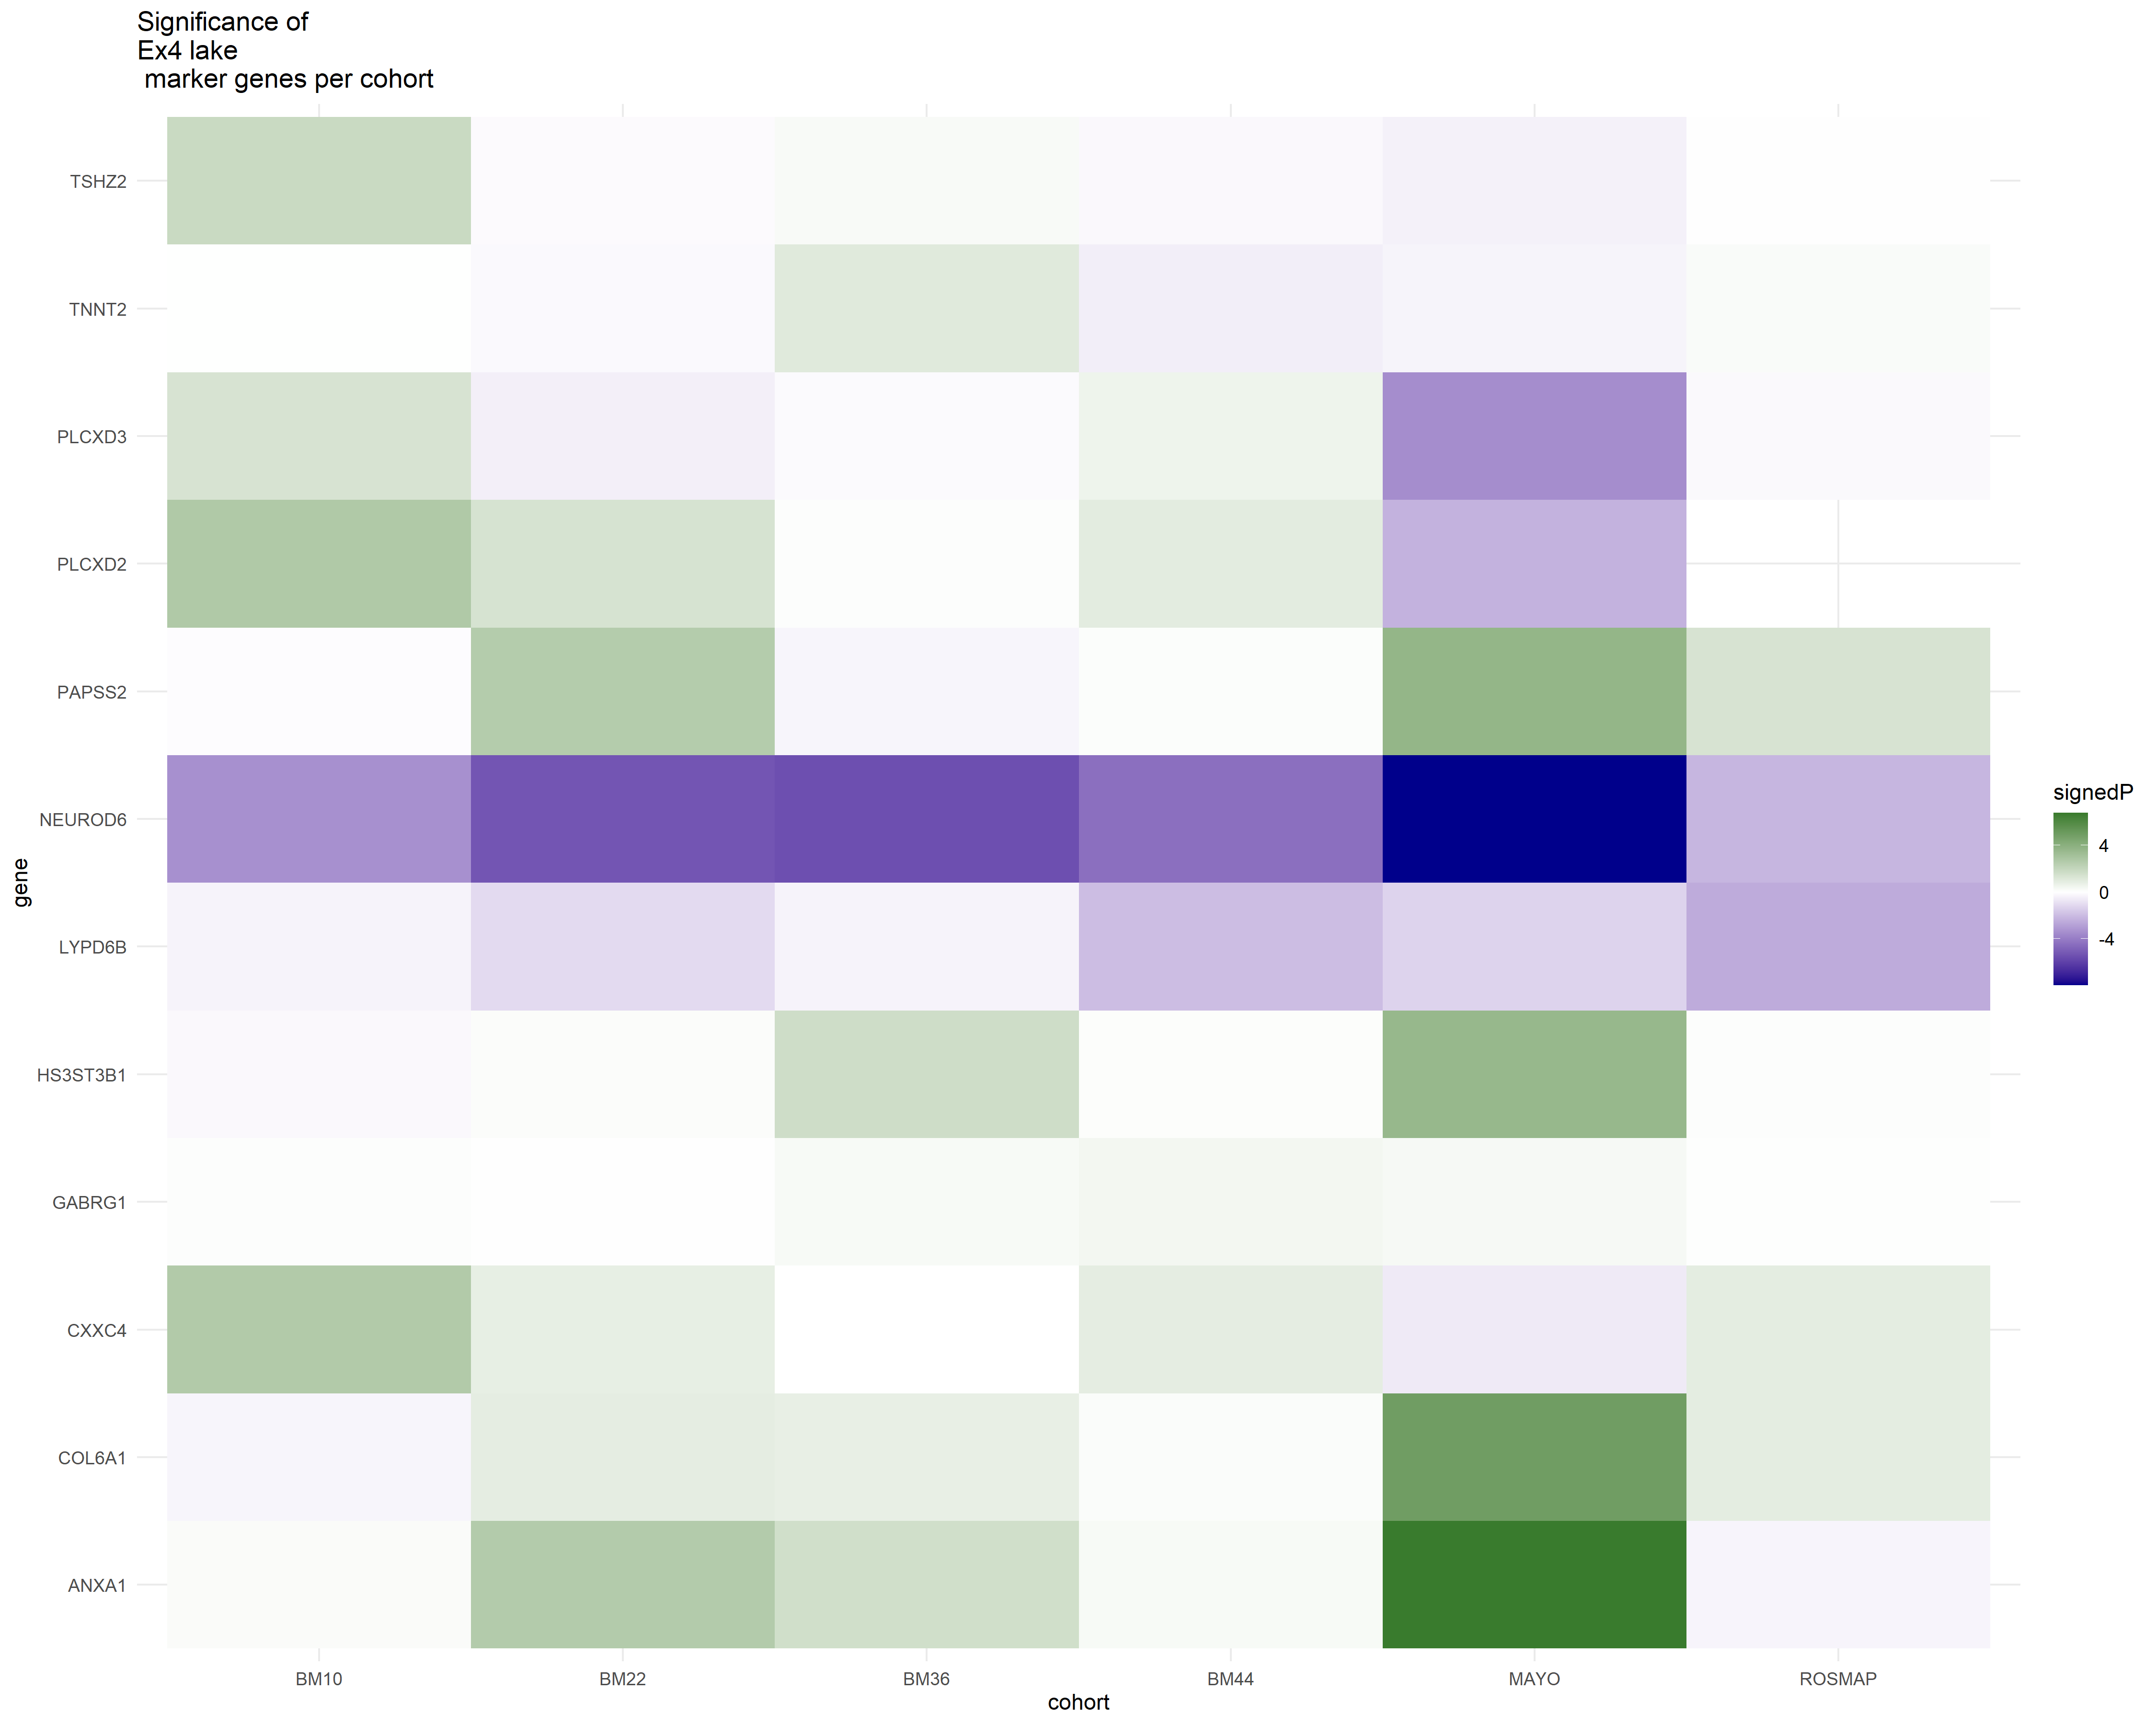 Significance of
Ex4 lake
marker genes per cohort
TSHZ2
TNNT2
PLCXD3
PLCXD2
PAPSS2
NEUROD6
LYPD6B
HS3ST3B1
GABRG1
CXXC4
COL6A1
ANXA1
gene
BM10
BM22
BM36
BM44
MAYO
ROSMAP
cohort
signedP
4
0
-4